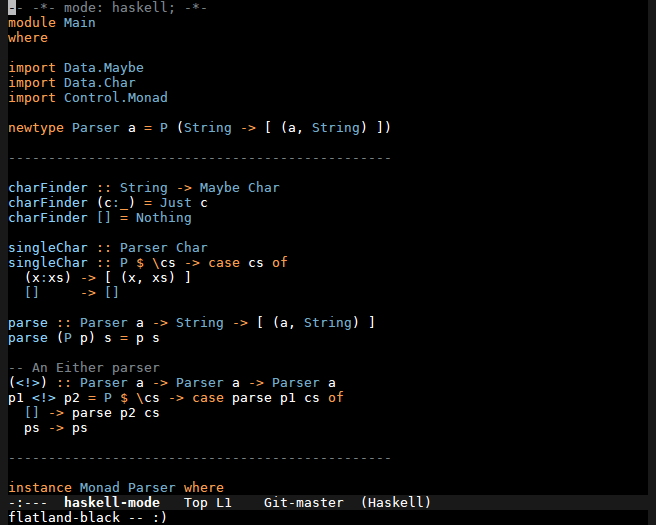 -- -*- mode: haskell; -*-
module Main
where
import Data.Maybe
import Data.Char
import Control.Monad
newtype Parser a = P (String -> [ (a, String) ])
------------------------------------------------
charFinder :: String -> Maybe Char
charFinder (c:_) = Just c
charFinder [] = Nothing
singleChar :: Parser Char
singleChar :: P $ \cs -> case cs of
  (x:xs) -> [ (x, xs) ]
  []     -> []
parse :: Parser a -> String -> [ (a, String) ]
parse (P p) s = p s
-- An Either parser
(<!>) :: Parser a -> Parser a -> Parser a
p1 <!> p2 = P $ \cs -> case parse p1 cs of
  [] -> parse p2 cs
  ps -> ps
------------------------------------------------
instance Monad Parser where
-:---  haskell-mode   Top L1    Git-master  (Haskell)
flatland-black -- :)